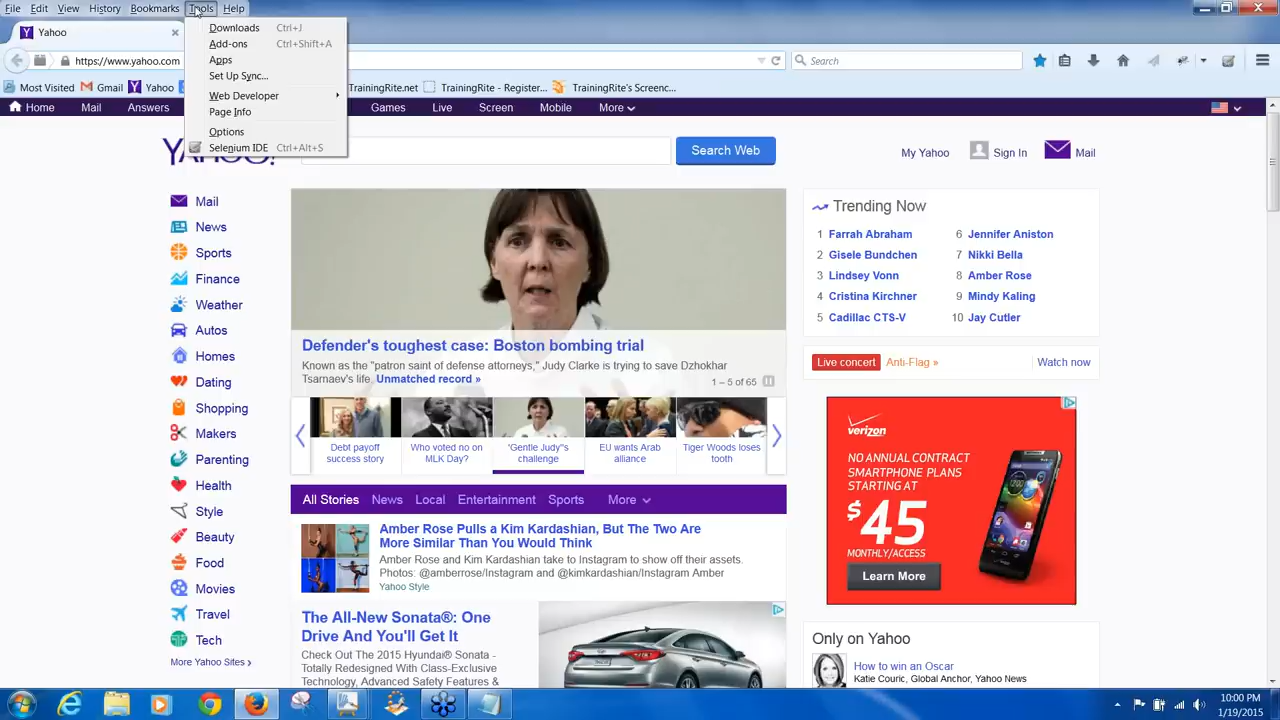 File Edit View History Bookmarks Tools Help
Yahoo
Downloads Ctrl+J
Add-ons Ctrl+Shift+A
Apps
Set Up Sync...
Web Developer
Page Info
Options
Selenium IDE Ctrl+Alt+S
https://www.yahoo.com
Search
Most Visited Gmail Yahoo TrainingRite.net TrainingRite - Register... TrainingRite's Screenc...
Home Mail Answers Games Live Screen Mobile More
Search Web
My Yahoo Sign In Mail
Mail
News
Sports
Finance
Weather
Autos
Homes
Dating
Shopping
Makers
Parenting
Health
Style
Beauty
Food
Movies
Travel
Tech
More Yahoo Sites ›
Defender's toughest case: Boston bombing trial
Known as the "patron saint of defense attorneys," Judy Clarke is trying to save Dzhokhar
Tsarnaev's life. Unmatched record »
1 – 5 of 65
Debt payoff success story
Who voted no on MLK Day?
'Gentle Judy''s challenge
EU wants Arab alliance
Tiger Woods loses tooth
All Stories News Local Entertainment Sports More
Amber Rose Pulls a Kim Kardashian, But The Two Are
More Similar Than You Would Think
Amber Rose and Kim Kardashian take to Instagram to show off their assets.
Photos: @amberrose/Instagram and @kimkardashian/Instagram Amber
Yahoo Style
The All-New Sonata®: One
Drive And You'll Get It
Check Out The 2015 Hyundai® Sonata -
Totally Redesigned With Class-Exclusive
Technology, Advanced Safety Features &
Trending Now
1 Farrah Abraham
2 Gisele Bundchen
3 Lindsey Vonn
4 Cristina Kirchner
5 Cadillac CTS-V
6 Jennifer Aniston
7 Nikki Bella
8 Amber Rose
9 Mindy Kaling
10 Jay Cutler
Live concert Anti-Flag » Watch now
verizon
NO ANNUAL CONTRACT
SMARTPHONE PLANS
STARTING AT
$45
MONTHLY/ACCESS
Learn More
Only on Yahoo
How to win an Oscar
Katie Couric, Global Anchor, Yahoo News
10:00 PM
1/19/2015